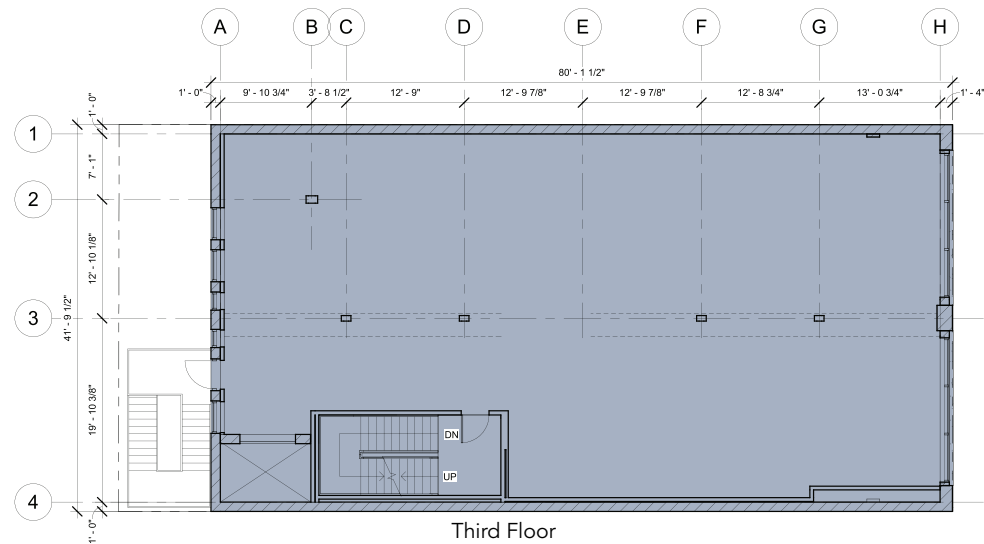 A B C D E F G H
80' - 1 1/2"
1' - 0" 9' - 10 3/4" 3' - 8 1/2" 12' - 9" 12' - 9 7/8" 12' - 9 7/8" 12' - 8 3/4" 13' - 0 3/4" 1' - 4"
1' - 0"
1
7' - 1"
2
12' - 10 1/8"
41' - 9 1/2"
3
19' - 10 3/8"
DN
UP
4
1' - 0"
Third Floor